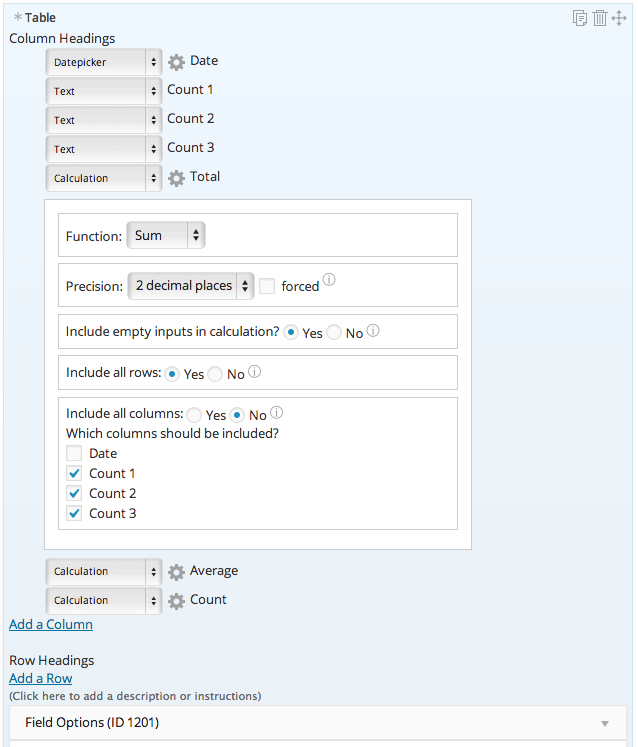 * Table
Column Headings
Datepicker Date
Text Count 1
Text Count 2
Text Count 3
Calculation Total
Function: Sum
Precision: 2 decimal places forced
Include empty inputs in calculation? Yes No
Include all rows: Yes No
Include all columns: Yes No
Which columns should be included?
Date
Count 1
Count 2
Count 3
Calculation Average
Calculation Count
Add a Column
Row Headings
Add a Row
(Click here to add a description or instructions)
Field Options (ID 1201)